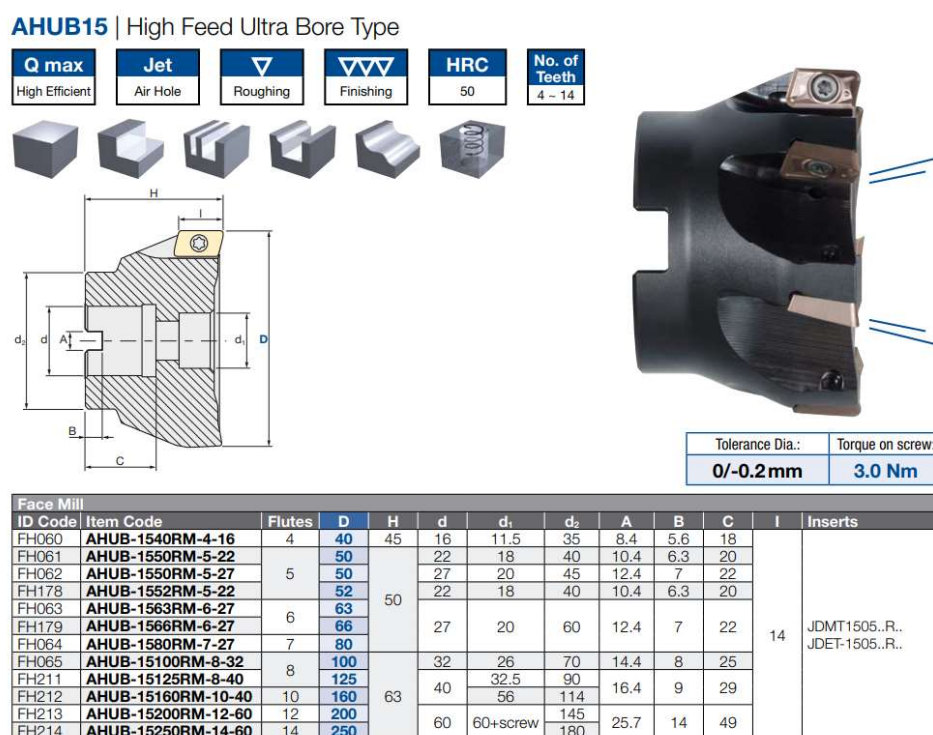 AHUB15 | High Feed Ultra Bore Type
Q max Jet HRC No. of Teeth
High Efficient Air Hole Roughing Finishing 50 4 ~ 14
H
I
d₂ d A d₁ D
B
C
Tolerance Dia.: Torque on screw:
0/-0.2mm 3.0 Nm
Face Mill
ID Code Item Code Flutes D H d d₁ d₂ A B C I Inserts
FH060 AHUB-1540RM-4-16 4 40 45 16 11.5 35 8.4 5.6 18
FH061 AHUB-1550RM-5-22 5 50 50 22 18 40 10.4 6.3 20
FH062 AHUB-1550RM-5-27 50 27 20 45 12.4 7 22
FH178 AHUB-1552RM-5-22 52 22 18 40 10.4 6.3 20
FH063 AHUB-1563RM-6-27 6 63 27 20 60 12.4 7 22 14
FH179 AHUB-1566RM-6-27 66 JDMT1505..R..
FH064 AHUB-1580RM-7-27 7 80 JDET-1505..R..
FH065 AHUB-15100RM-8-32 8 100 63 32 26 70 14.4 8 25
FH211 AHUB-15125RM-8-40 125 40 32.5 90 16.4 9 29
FH212 AHUB-15160RM-10-40 10 160 56 114
FH213 AHUB-15200RM-12-60 12 200 60 60+screw 145 25.7 14 49
FH214 AHUB-15250RM-14-60 14 250 180